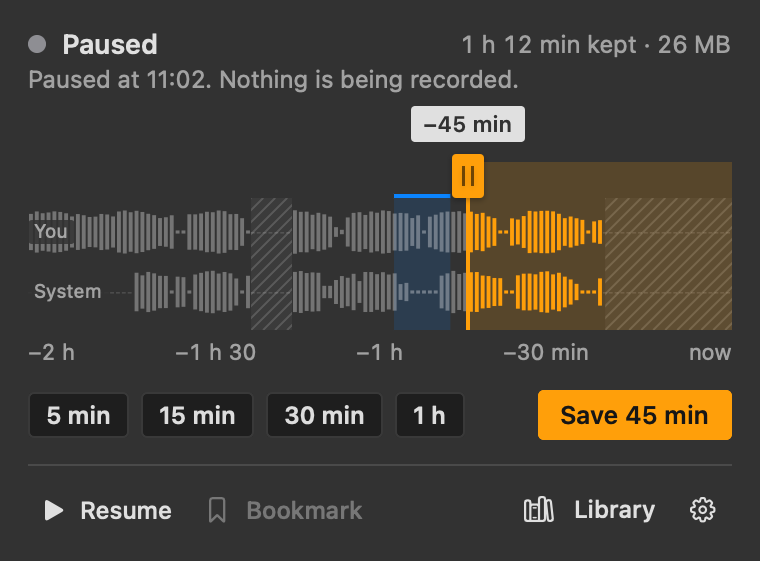 Paused
1 h 12 min kept · 26 MB
Paused at 11:02. Nothing is being recorded.
−45 min
You
System
−2 h
−1 h 30
−1 h
−30 min
now
5 min
15 min
30 min
1 h
Save 45 min
Resume
Bookmark
Library